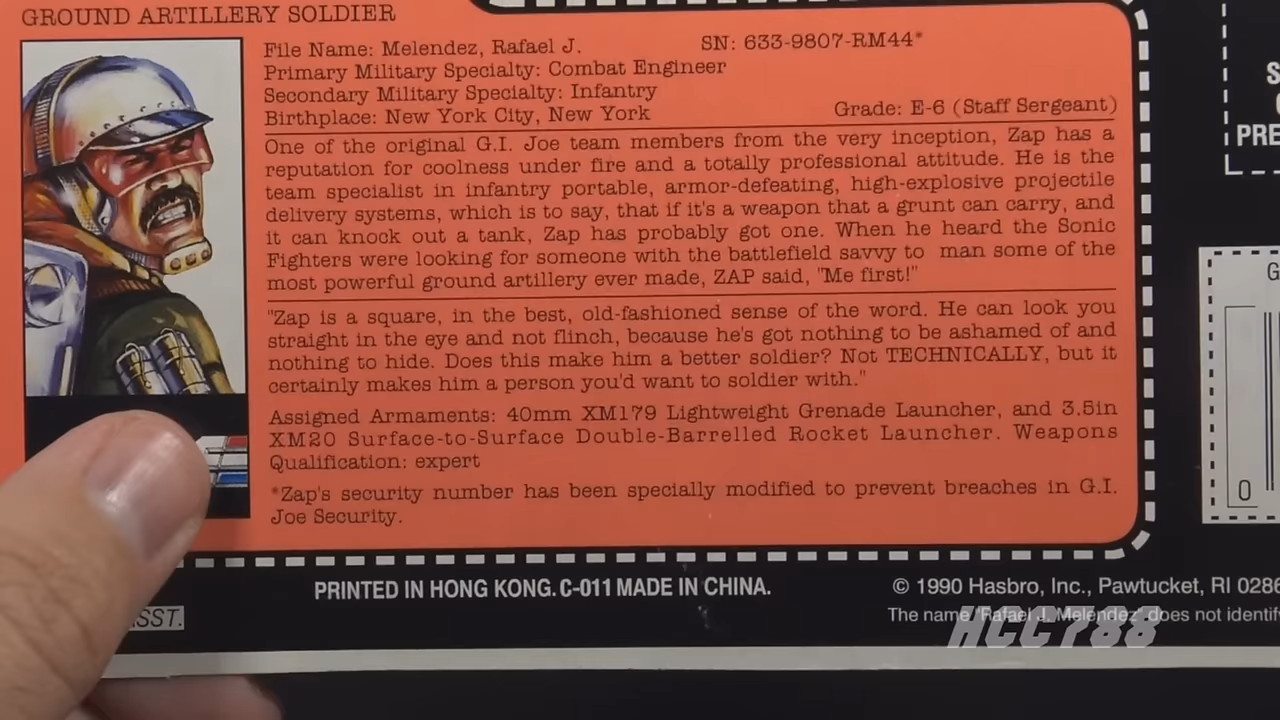 GROUND ARTILLERY SOLDIER
File Name: Melendez, Rafael J. SN: 633-9807-RM44*
Primary Military Specialty: Combat Engineer
Secondary Military Specialty: Infantry
Birthplace: New York City, New York Grade: E-6 (Staff Sergeant)
One of the original G.I. Joe team members from the very inception, Zap has a
reputation for coolness under fire and a totally professional attitude. He is the
team specialist in infantry portable, armor-defeating, high-explosive projectile
delivery systems, which is to say, that if it's a weapon that a grunt can carry, and
it can knock out a tank, Zap has probably got one. When he heard the Sonic
Fighters were looking for someone with the battlefield savvy to man some of the
most powerful ground artillery ever made, ZAP said, "Me first!"
"Zap is a square, in the best, old-fashioned sense of the word. He can look you
straight in the eye and not flinch, because he's got nothing to be ashamed of and
nothing to hide. Does this make him a better soldier? Not TECHNICALLY, but it
certainly makes him a person you'd want to soldier with."
Assigned Armaments: 40mm XM179 Lightweight Grenade Launcher, and 3.5in
XM20 Surface-to-Surface Double-Barrelled Rocket Launcher. Weapons
Qualification: expert
*Zap's security number has been specially modified to prevent breaches in G.I.
Joe Security.
PRINTED IN HONG KONG. C-011 MADE IN CHINA.
© 1990 Hasbro, Inc., Pawtucket, RI 0286
The name "Rafael J. Melendez" does not identify
SST.
HCC788
S
PRE
G
0